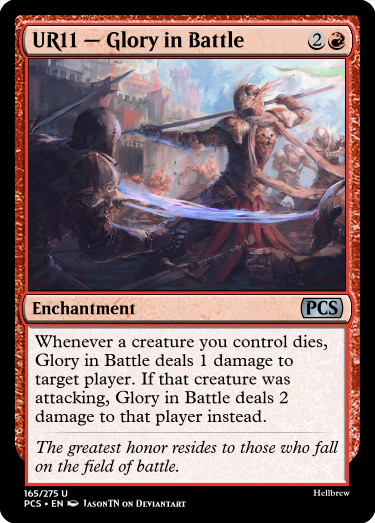 UR11 — Glory in Battle 2
Enchantment PCS
Whenever a creature you control dies,
Glory in Battle deals 1 damage to
target player. If that creature was
attacking, Glory in Battle deals 2
damage to that player instead.
The greatest honor resides to those who fall
on the field of battle.
165/275 U Hellbrew
PCS • EN JasonTN on Deviantart